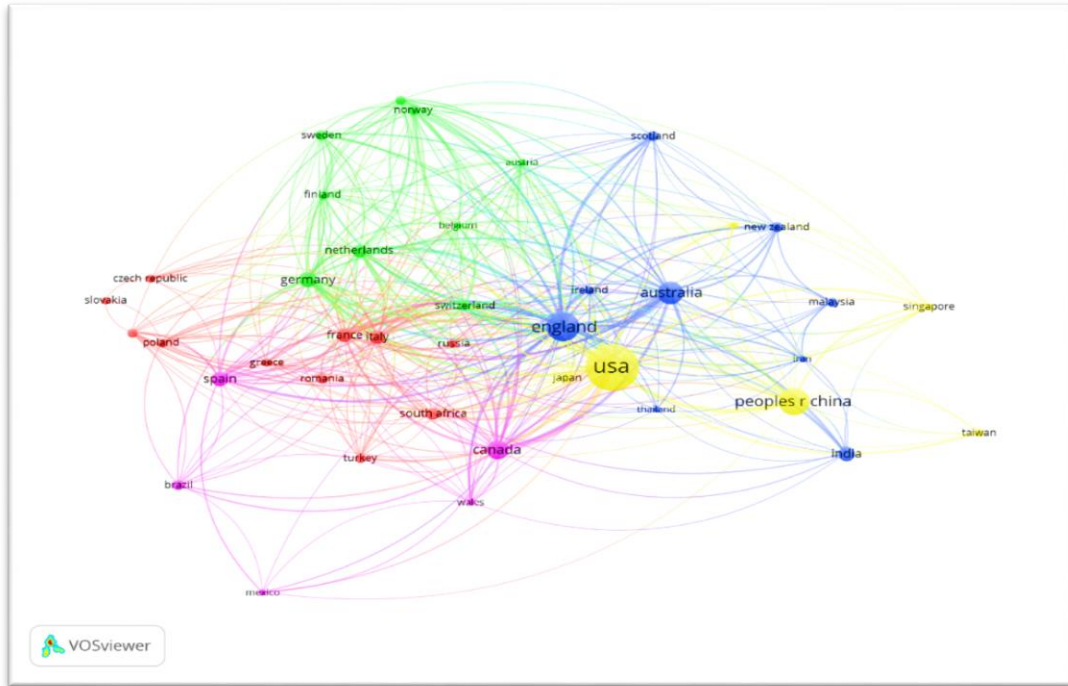 norway
sweden
scotland
austria
finland
belgium
new zealand
netherlands
czech republic
germany
ireland
australia
slovakia
switzerland
malaysia
singapore
england
france
italy
poland
russia
iran
greece
usa
spain
romania
japan
peoples r china
thailand
south africa
taiwan
canada
india
turkey
brazil
wales
mexico
VOSviewer